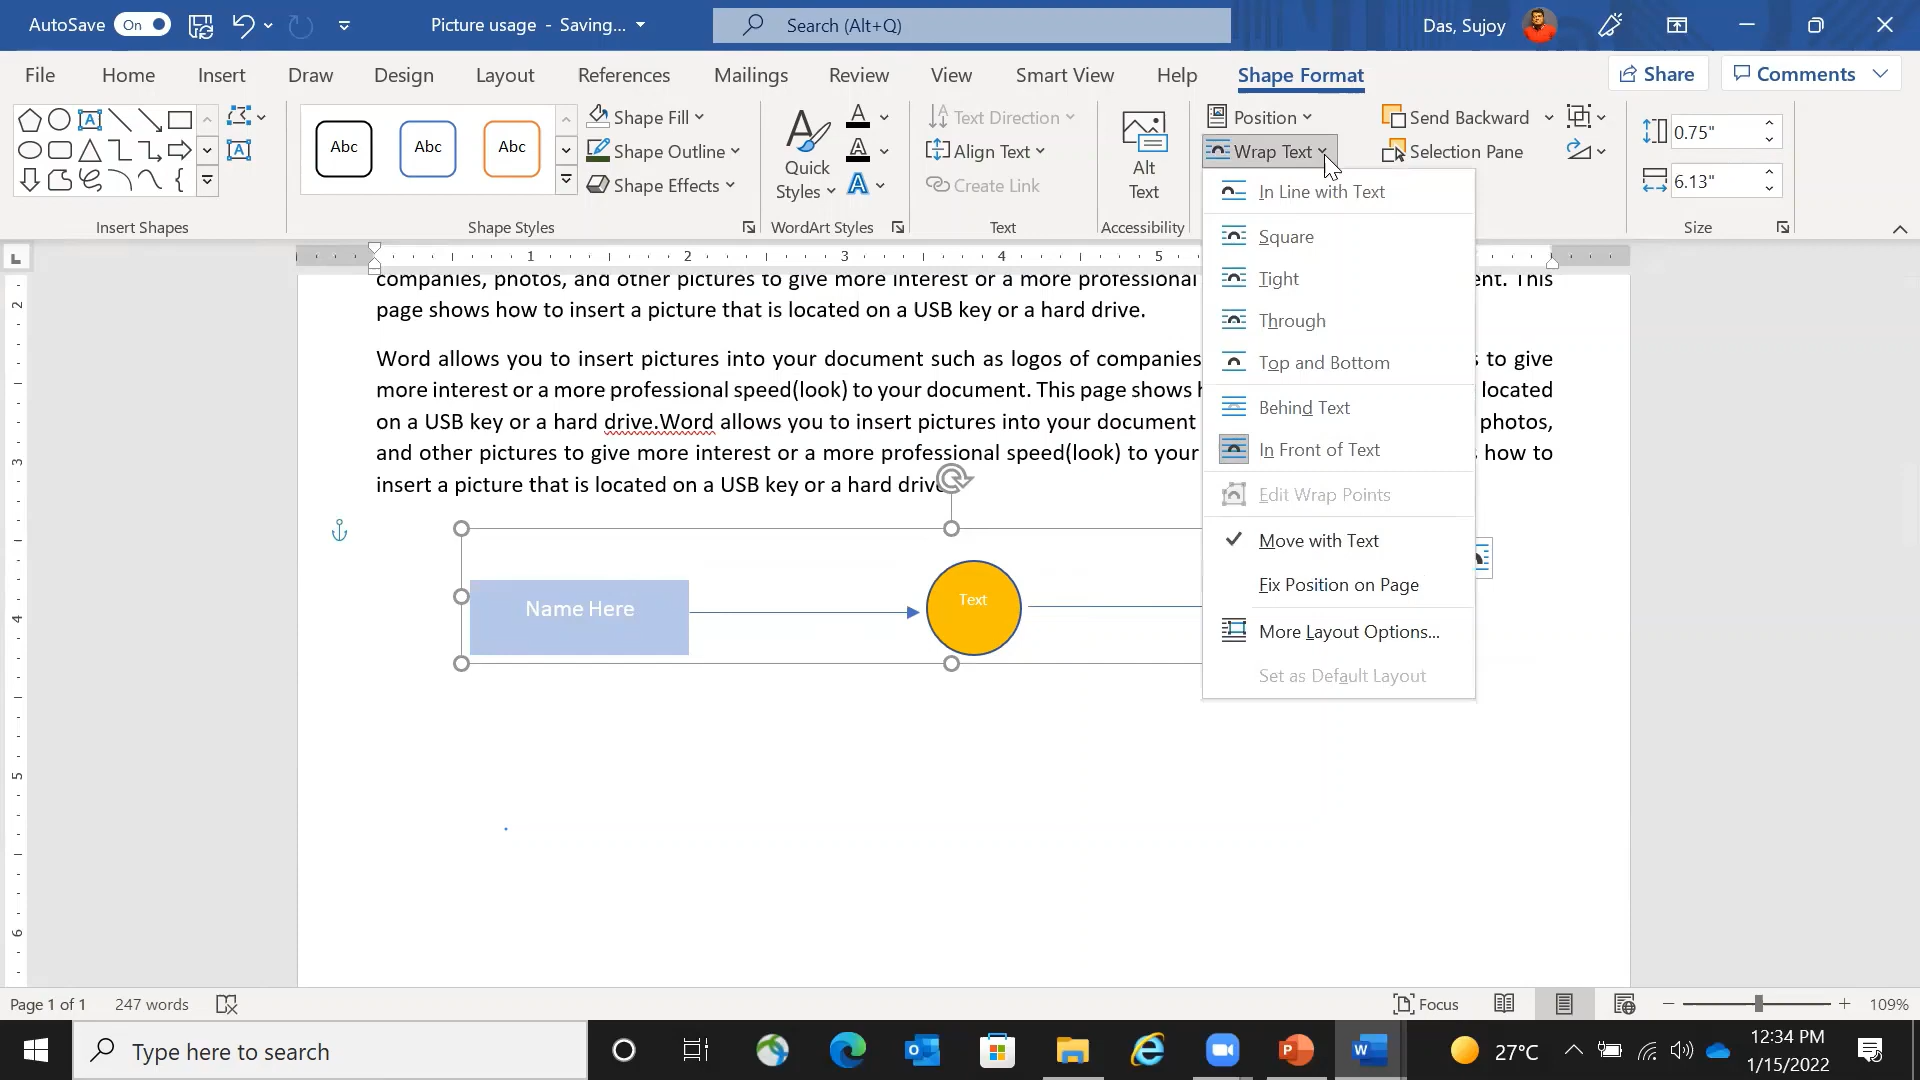 AutoSave On Picture usage - Saving... Search (Alt+Q) Das, Sujoy
File Home Insert Draw Design Layout References Mailings Review View Smart View Help Shape Format Share Comments
Abc Abc Abc
Shape Fill
Shape Outline
Shape Effects
Quick
Styles
A
A
A
Text Direction
Align Text
Create Link
Alt
Text
Position
Wrap Text
Send Backward
Selection Pane
0.75"
6.13"
Insert Shapes Shape Styles WordArt Styles Text Accessibility Size
In Line with Text
Square
Tight
Through
Top and Bottom
Behind Text
In Front of Text
Edit Wrap Points
Move with Text
Fix Position on Page
More Layout Options...
Set as Default Layout
L
1 2 3 4 5
2
3
4
5
6
companies, photos, and other pictures to give more interest or a more professional ent. This
page shows how to insert a picture that is located on a USB key or a hard drive.
Word allows you to insert pictures into your document such as logos of companies s to give
more interest or a more professional speed(look) to your document. This page shows h located
on a USB key or a hard drive.Word allows you to insert pictures into your document photos,
and other pictures to give more interest or a more professional speed(look) to your how to
insert a picture that is located on a USB key or a hard drive
Name Here
Text
Page 1 of 1 247 words Focus 109%
Type here to search 27°C 12:34 PM
1/15/2022